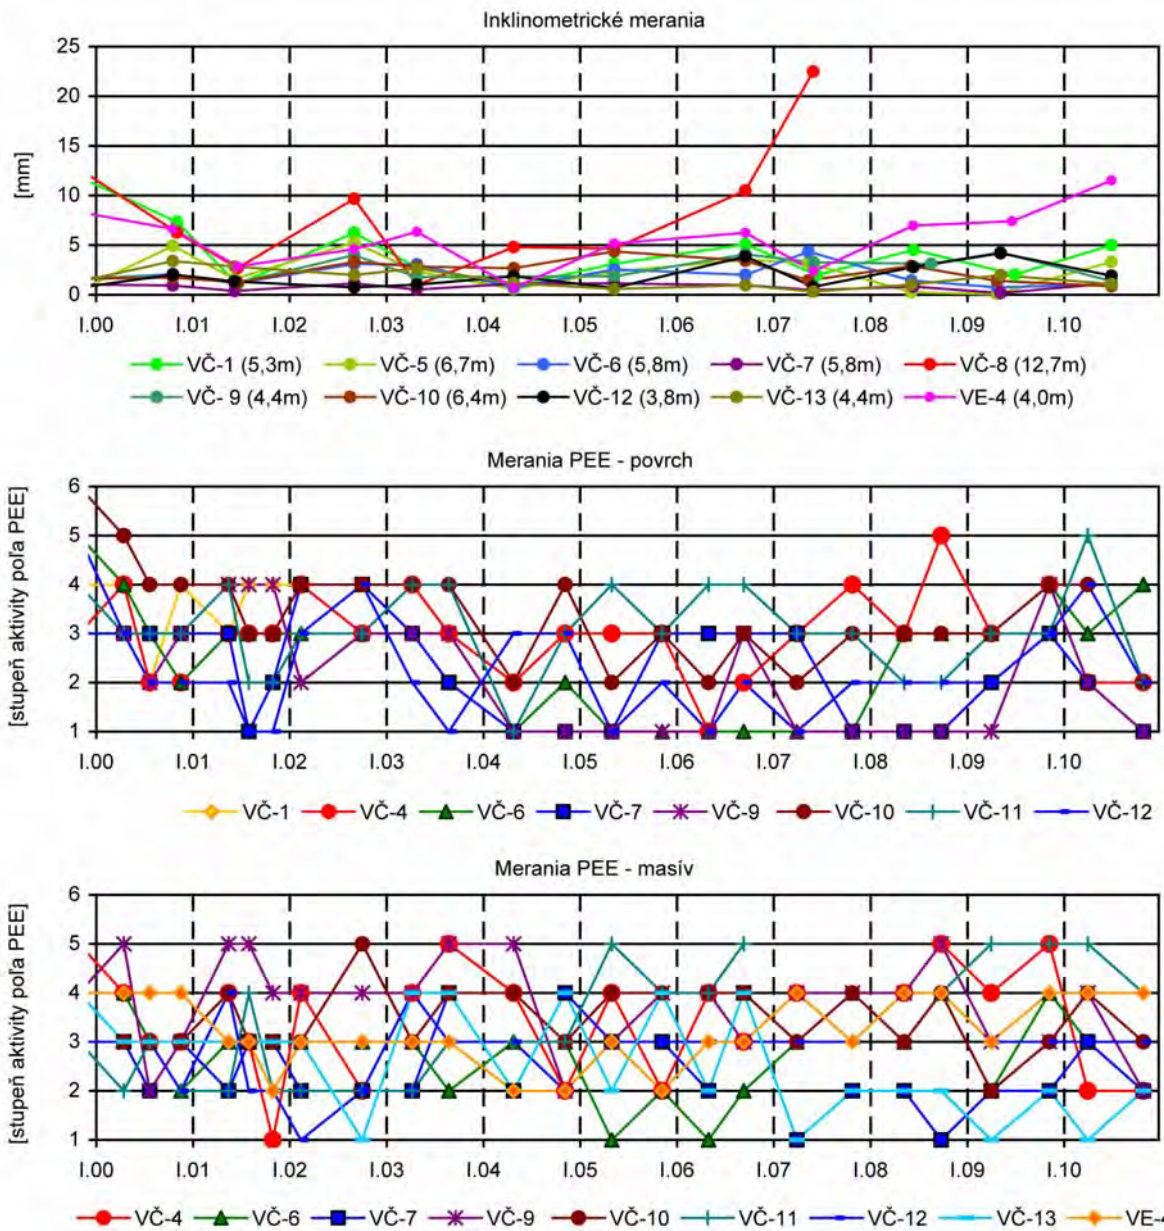 Inklinometrické merania
[mm]
25
20
15
10
5
0
I.00 I.01 I.02 I.03 I.04 I.05 I.06 I.07 I.08 I.09 I.10
VČ-1 (5,3m) VČ-5 (6,7m) VČ-6 (5,8m) VČ-7 (5,8m) VČ-8 (12,7m)
VČ- 9 (4,4m) VČ-10 (6,4m) VČ-12 (3,8m) VČ-13 (4,4m) VE-4 (4,0m)
Merania PEE - povrch
[stupeň aktivity poľa PEE]
6
5
4
3
2
1
I.00 I.01 I.02 I.03 I.04 I.05 I.06 I.07 I.08 I.09 I.10
VČ-1 VČ-4 VČ-6 VČ-7 VČ-9 VČ-10 VČ-11 VČ-12
Merania PEE - masív
[stupeň aktivity poľa PEE]
6
5
4
3
2
1
I.00 I.01 I.02 I.03 I.04 I.05 I.06 I.07 I.08 I.09 I.10
VČ-4 VČ-6 VČ-7 VČ-9 VČ-10 VČ-11 VČ-12 VČ-13